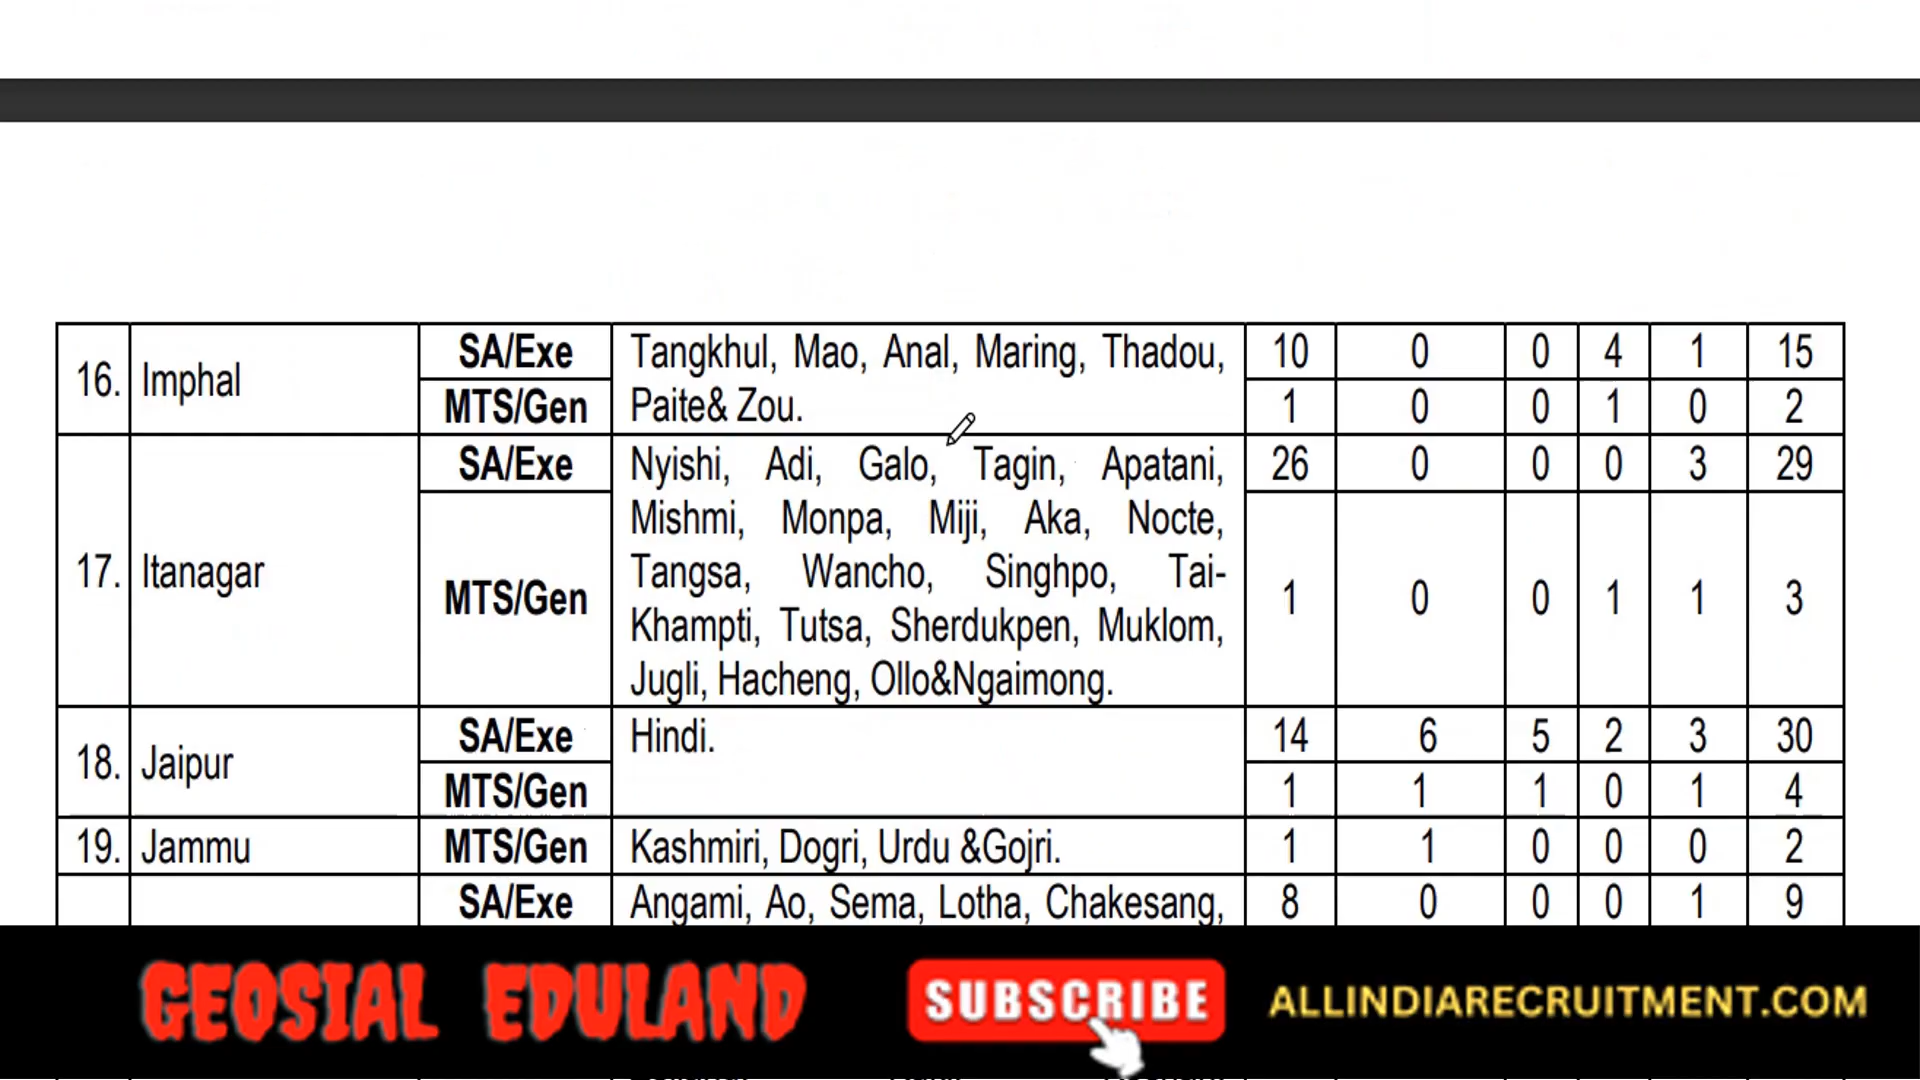 16. Imphal SA/Exe Tangkhul, Mao, Anal, Maring, Thadou, 10 0 0 4 1 15
MTS/Gen Paite& Zou. 1 0 0 1 0 2
17. Itanagar SA/Exe Nyishi, Adi, Galo, Tagin, Apatani, 26 0 0 0 3 29
Mishmi, Monpa, Miji, Aka, Nocte,
MTS/Gen Tangsa, Wancho, Singhpo, Tai- 1 0 0 1 1 3
Khampti, Tutsa, Sherdukpen, Muklom,
Jugli, Hacheng, Ollo&Ngaimong.
18. Jaipur SA/Exe Hindi. 14 6 5 2 3 30
MTS/Gen 1 1 1 0 1 4
19. Jammu MTS/Gen Kashmiri, Dogri, Urdu &Gojri. 1 1 0 0 0 2
SA/Exe Angami, Ao, Sema, Lotha, Chakesang, 8 0 0 0 1 9
GEOSIAL EDULAND SUBSCRIBE ALLINDIARECRUITMENT.COM